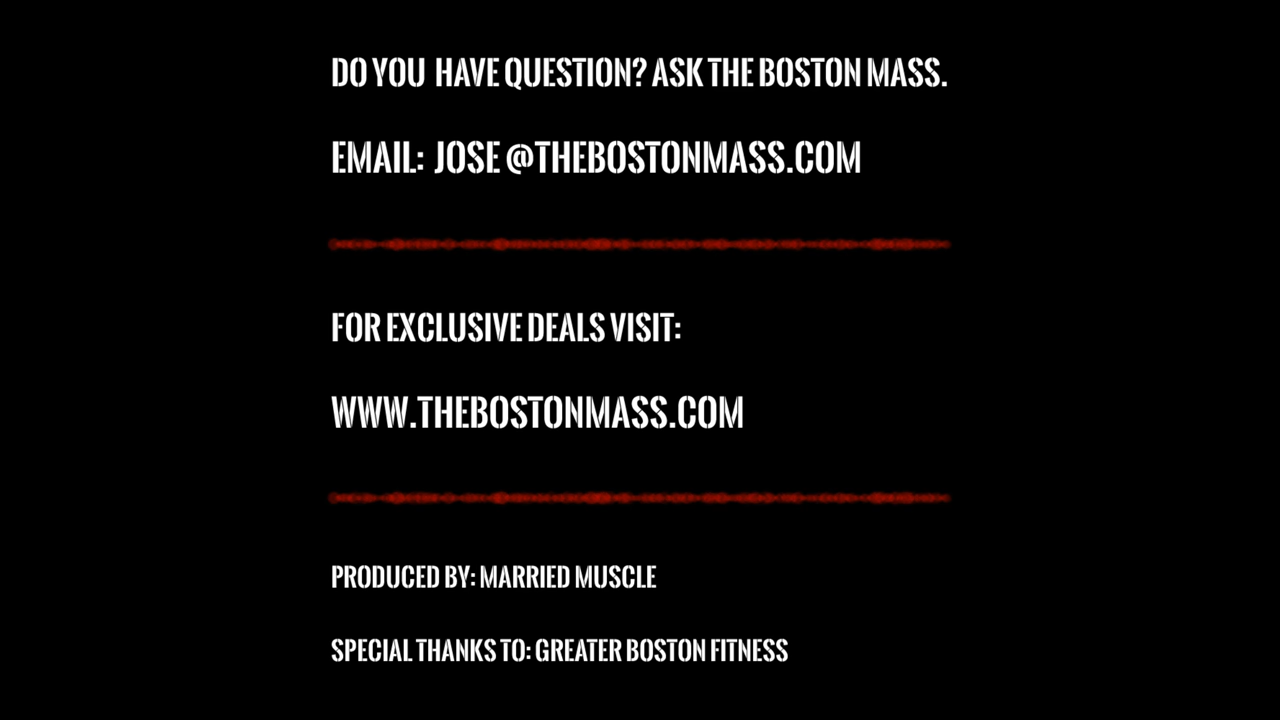 DO YOU HAVE QUESTION? ASK THE BOSTON MASS.
EMAIL: JOSE @THEBOSTONMASS.COM
FOR EXCLUSIVE DEALS VISIT:
WWW.THEBOSTONMASS.COM
PRODUCED BY: MARRIED MUSCLE
SPECIAL THANKS TO: GREATER BOSTON FITNESS